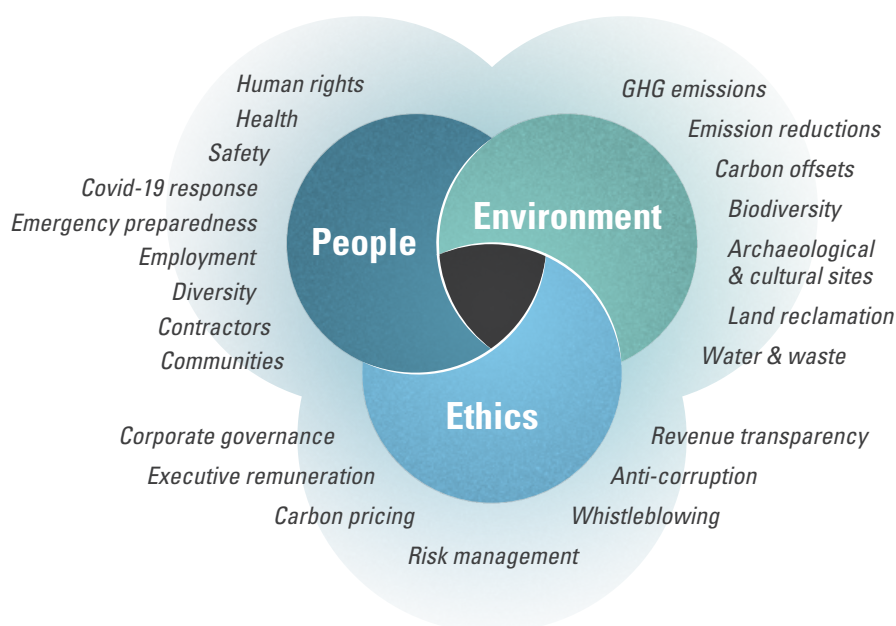 Human rights
Health
Safety
Covid-19 response
Emergency preparedness
Employment
Diversity
Contractors
Communities
People
GHG emissions
Emission reductions
Carbon offsets
Biodiversity
Archaeological
& cultural sites
Land reclamation
Water & waste
Environment
Ethics
Corporate governance
Executive remuneration
Carbon pricing
Risk management
Revenue transparency
Anti-corruption
Whistleblowing